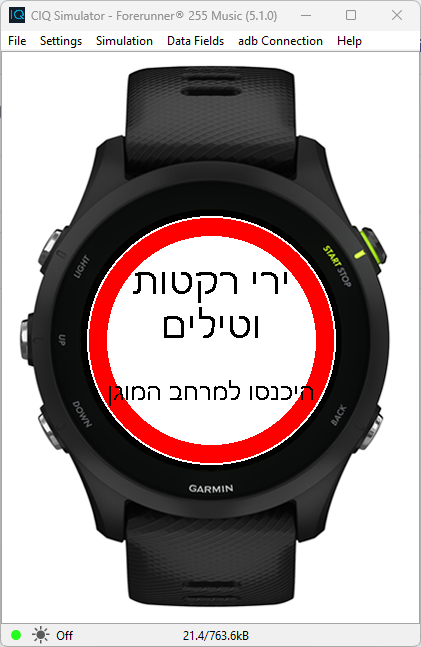 CIQ Simulator - Forerunner® 255 Music (5.1.0)
File Settings Simulation Data Fields adb Connection Help
LIGHT
START STOP
UP
DOWN
BACK
ירי רקטות
וטילים
היכנסו למרחב המוגן
GARMIN
Off 21.4/763.6kB